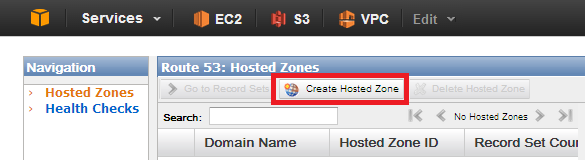 Services EC2 S3 VPC Edit
Navigation
Hosted Zones
Health Checks
Route 53: Hosted Zones
Go to Record Sets Create Hosted Zone Delete Hosted Zone
Search: No Hosted Zones
Domain Name Hosted Zone ID Record Set Coun